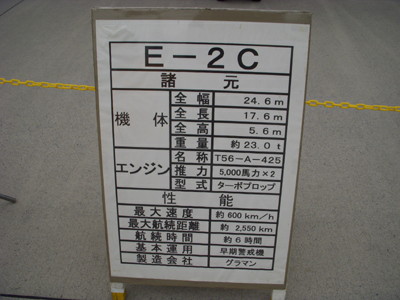 E－2C
諸元
機体
全幅 24.6m
全長 17.6m
全高 5.6m
重量 約23.0t
エンジン
名称 T56-A-425
推力 5,000馬力×2
型式 ターボプロップ
性能
最大速度 約600km/h
最大航続距離 約2,550km
航続時間 約6時間
基本運用 早期警戒機
製造会社 グラマン